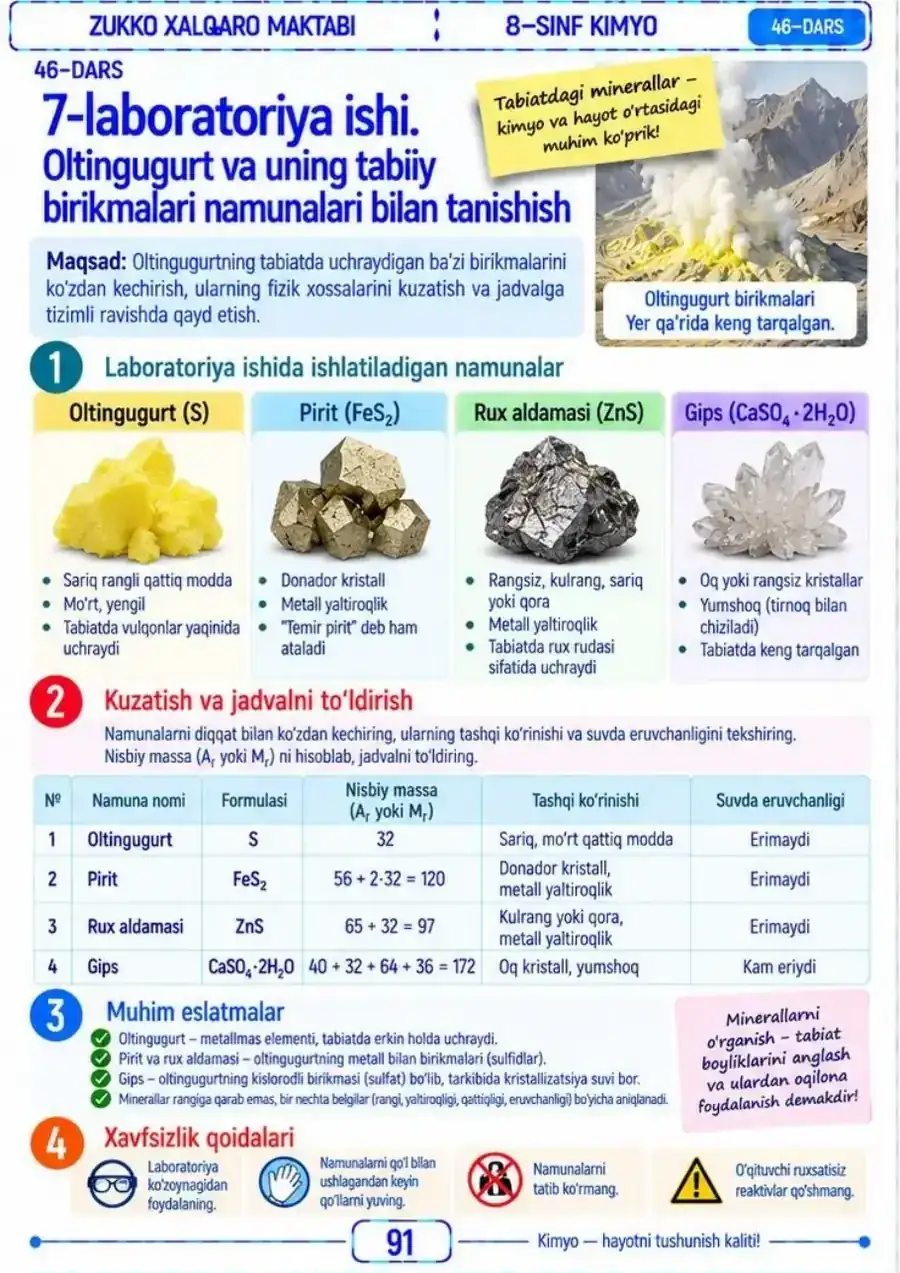 ZUKKO XALQARO MAKTABI
8–SINF KIMYO
46–DARS
46–DARS
7-laboratoriya ishi.
Oltingugurt va uning tabiiy
birikmalari namunalari bilan tanishish
Tabiatdagi minerallar –
kimyo va hayot o'rtasidagi
muhim ko'prik!
Maqsad: Oltingugurtning tabiatda uchraydigan ba'zi birikmalarini
ko'zdan kechirish, ularning fizik xossalarini kuzatish va jadvalga
tizimli ravishda qayd etish.
Oltingugurt birikmalari
Yer qa'rida keng tarqalgan.
1 Laboratoriya ishida ishlatiladigan namunalar
Oltingugurt (S)
• Sariq rangli qattiq modda
• Mo'rt, yengil
• Tabiatda vulqonlar yaqinida
uchraydi
Pirit (FeS₂)
• Donador kristall
• Metall yaltiroqlik
• "Temir pirit" deb ham
ataladi
Rux aldamasi (ZnS)
• Rangsiz, kulrang, sariq
yoki qora
• Metall yaltiroqlik
• Tabiatda rux rudasi
sifatida uchraydi
Gips (CaSO₄ · 2H₂O)
• Oq yoki rangsiz kristallar
• Yumshoq (tirnoq bilan
chiziladi)
• Tabiatda keng tarqalgan
2 Kuzatish va jadvalni to'ldirish
Namunalarni diqqat bilan ko'zdan kechiring, ularning tashqi ko'rinishi va suvda eruvchanligini tekshiring.
Nisbiy massa (Aᵣ yoki Mᵣ) ni hisoblab, jadvalni to'ldiring.
№ Namuna nomi Formulasi Nisbiy massa (Aᵣ yoki Mᵣ) Tashqi ko'rinishi Suvda eruvchanligi
1 Oltingugurt S 32 Sariq, mo'rt qattiq modda Erimaydi
2 Pirit FeS₂ 56 + 2·32 = 120 Donador kristall, metall yaltiroqlik Erimaydi
3 Rux aldamasi ZnS 65 + 32 = 97 Kulrang yoki qora, metall yaltiroqlik Erimaydi
4 Gips CaSO₄·2H₂O 40 + 32 + 64 + 36 = 172 Oq kristall, yumshoq Kam eriydi
3 Muhim eslatmalar
Oltingugurt – metallmas elementi, tabiatda erkin holda uchraydi.
Pirit va rux aldamasi – oltingugurtning metall bilan birikmalari (sulfidlar).
Gips – oltingugurtning kislorodli birikmasi (sulfat) bo'lib, tarkibida kristallizatsiya suvi bor.
Minerallar rangiga qarab emas, bir nechta belgilar (rangi, yaltiroqligi, qattiqligi, eruvchanligi) bo'yicha aniqlanadi.
Minerallarni
o'rganish – tabiat
boyliklarini anglash
va ulardan oqilona
foydalanish demakdir!
4 Xavfsizlik qoidalari
Laboratoriya
ko'zoynagidan
foydalaning.
Namunalarni qo'l bilan
ushlagandan keyin
qo'llarni yuving.
Namunalarni
tatib ko'rmang.
O'qituvchi ruxsatisiz
reaktivlar qo'shmang.
91
Kimyo — hayotni tushunish kaliti!